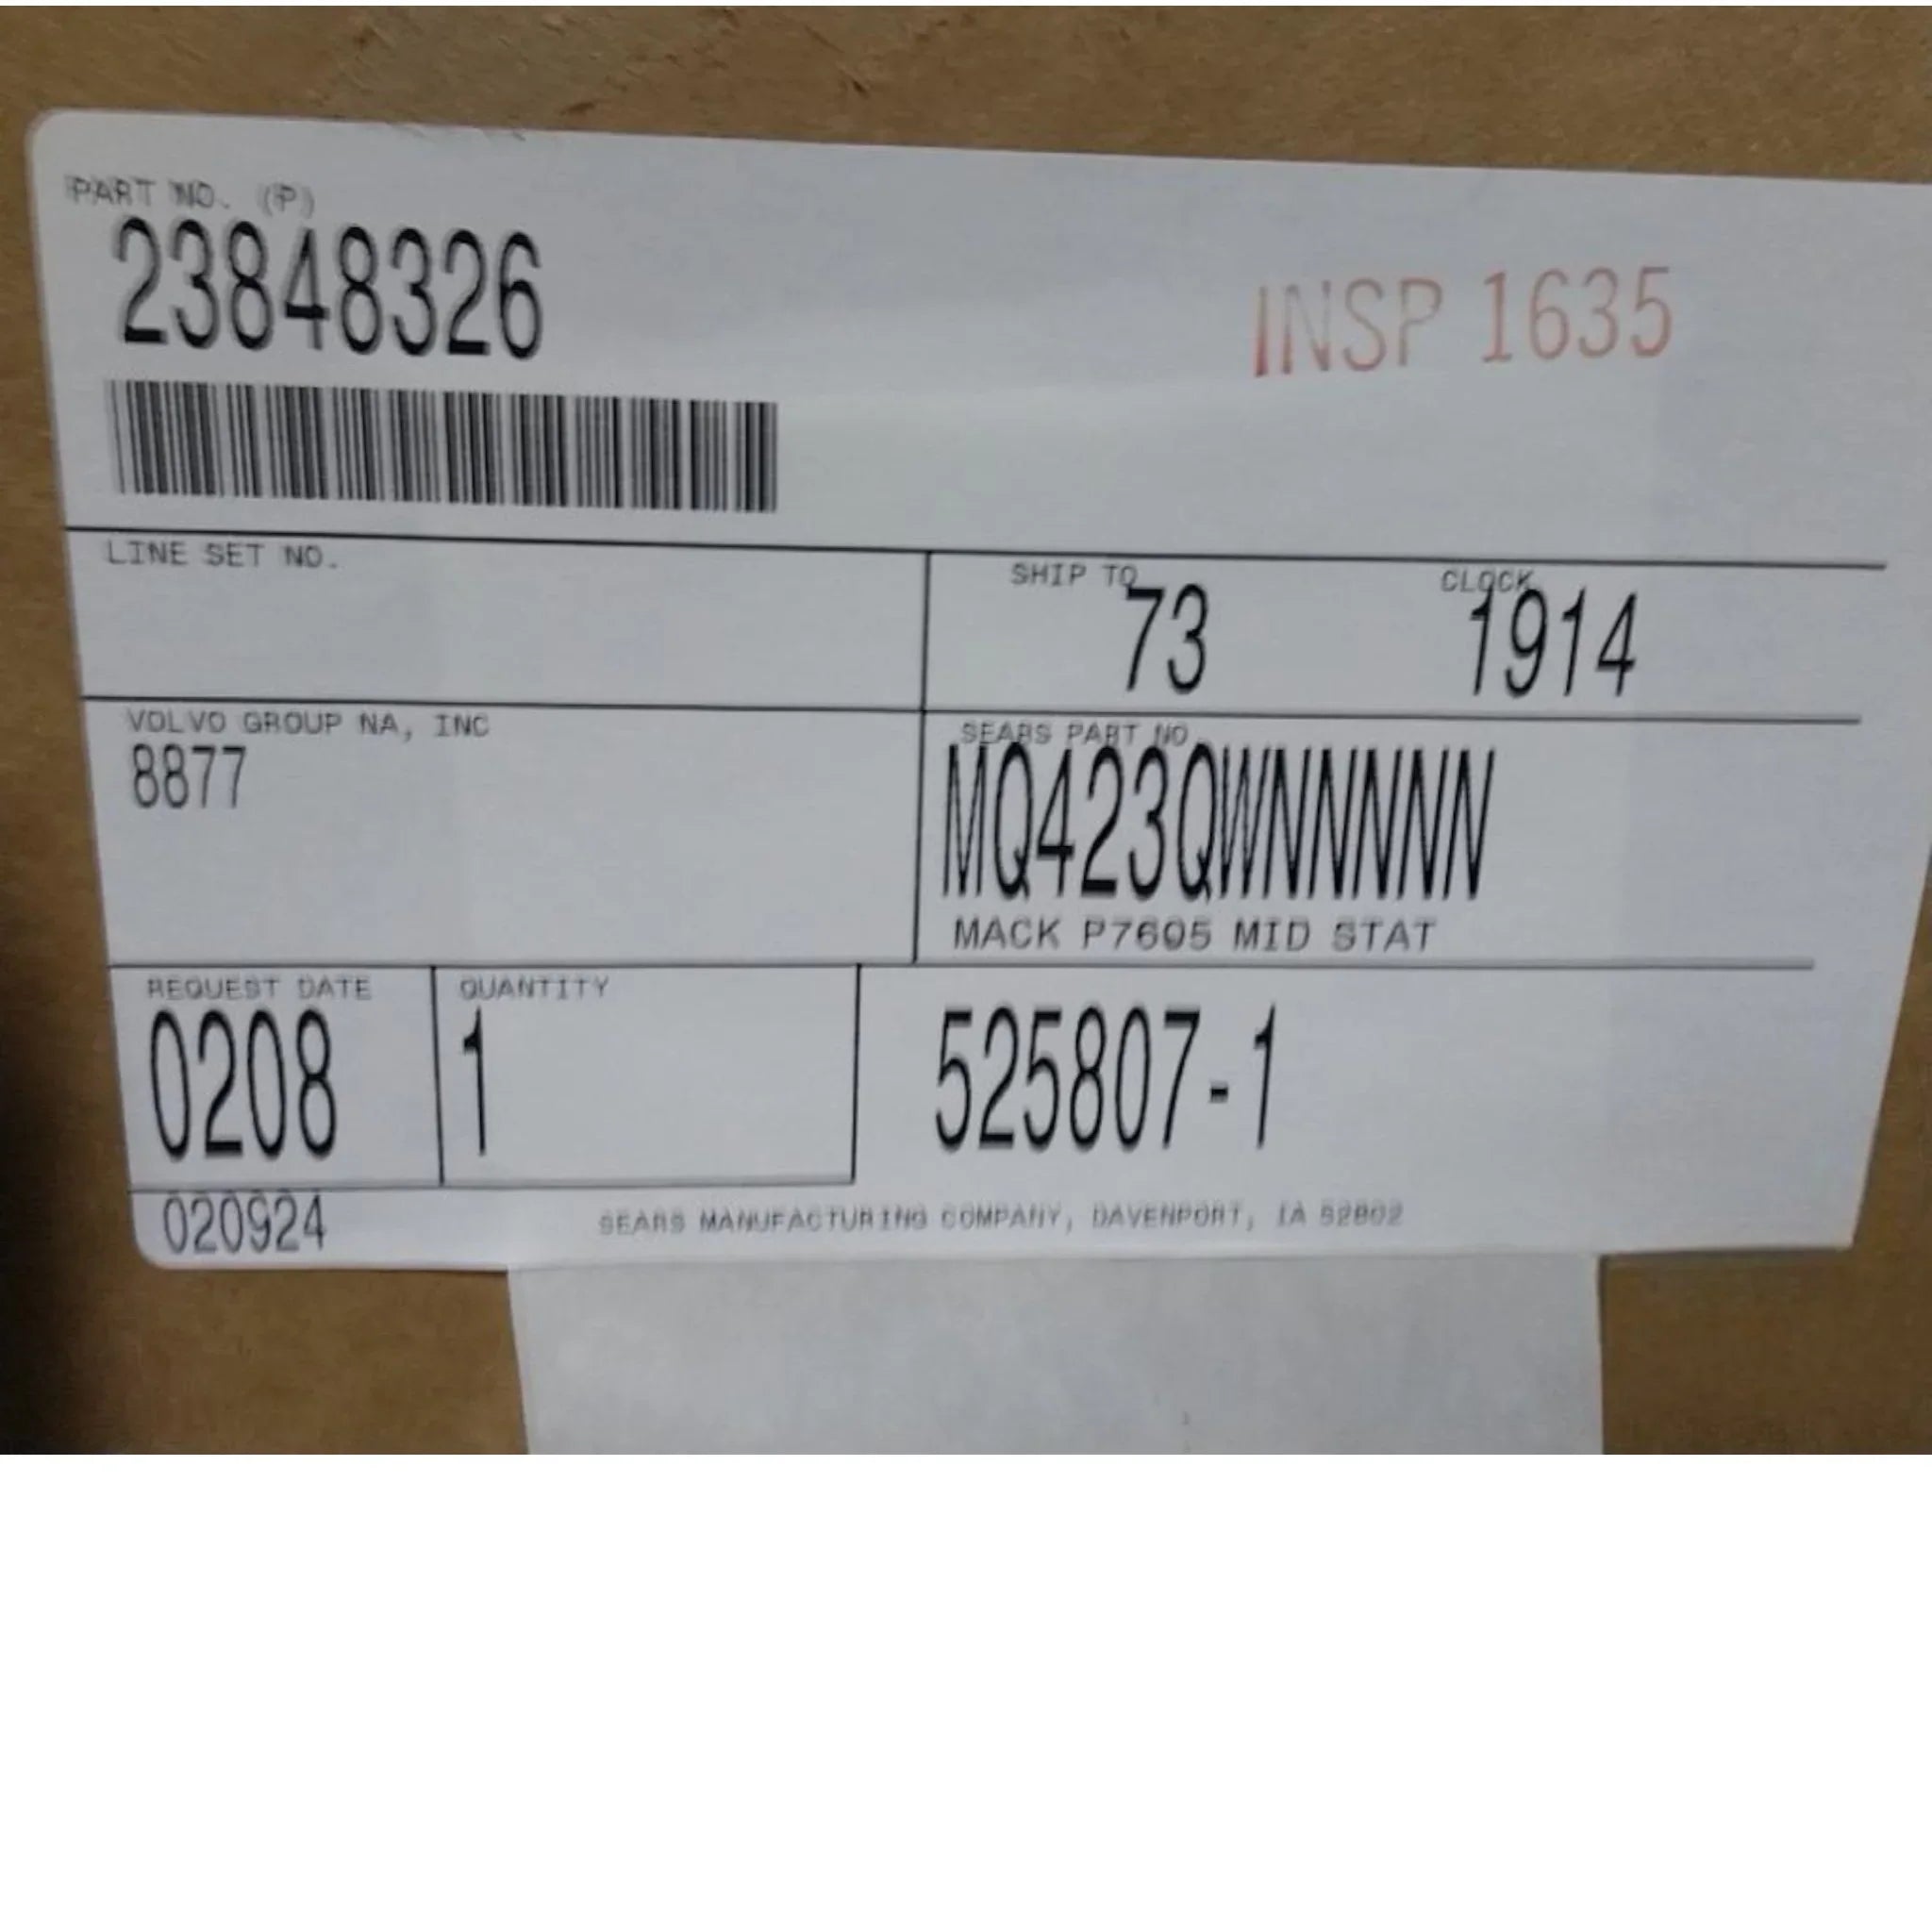 PART NO. (P)
23848326
INSP 1635
LINE SET NO.
SHIP TO
73
CLOCK
1914
VOLVO GROUP NA, INC
8877
SEARS PART NO.
MQ423QWNNNNN
MACK P7605 MID STAT
REQUEST DATE
0208
QUANTITY
1
525807-1
020924
SEARS MANUFACTURING COMPANY, DAVENPORT, IA 52802